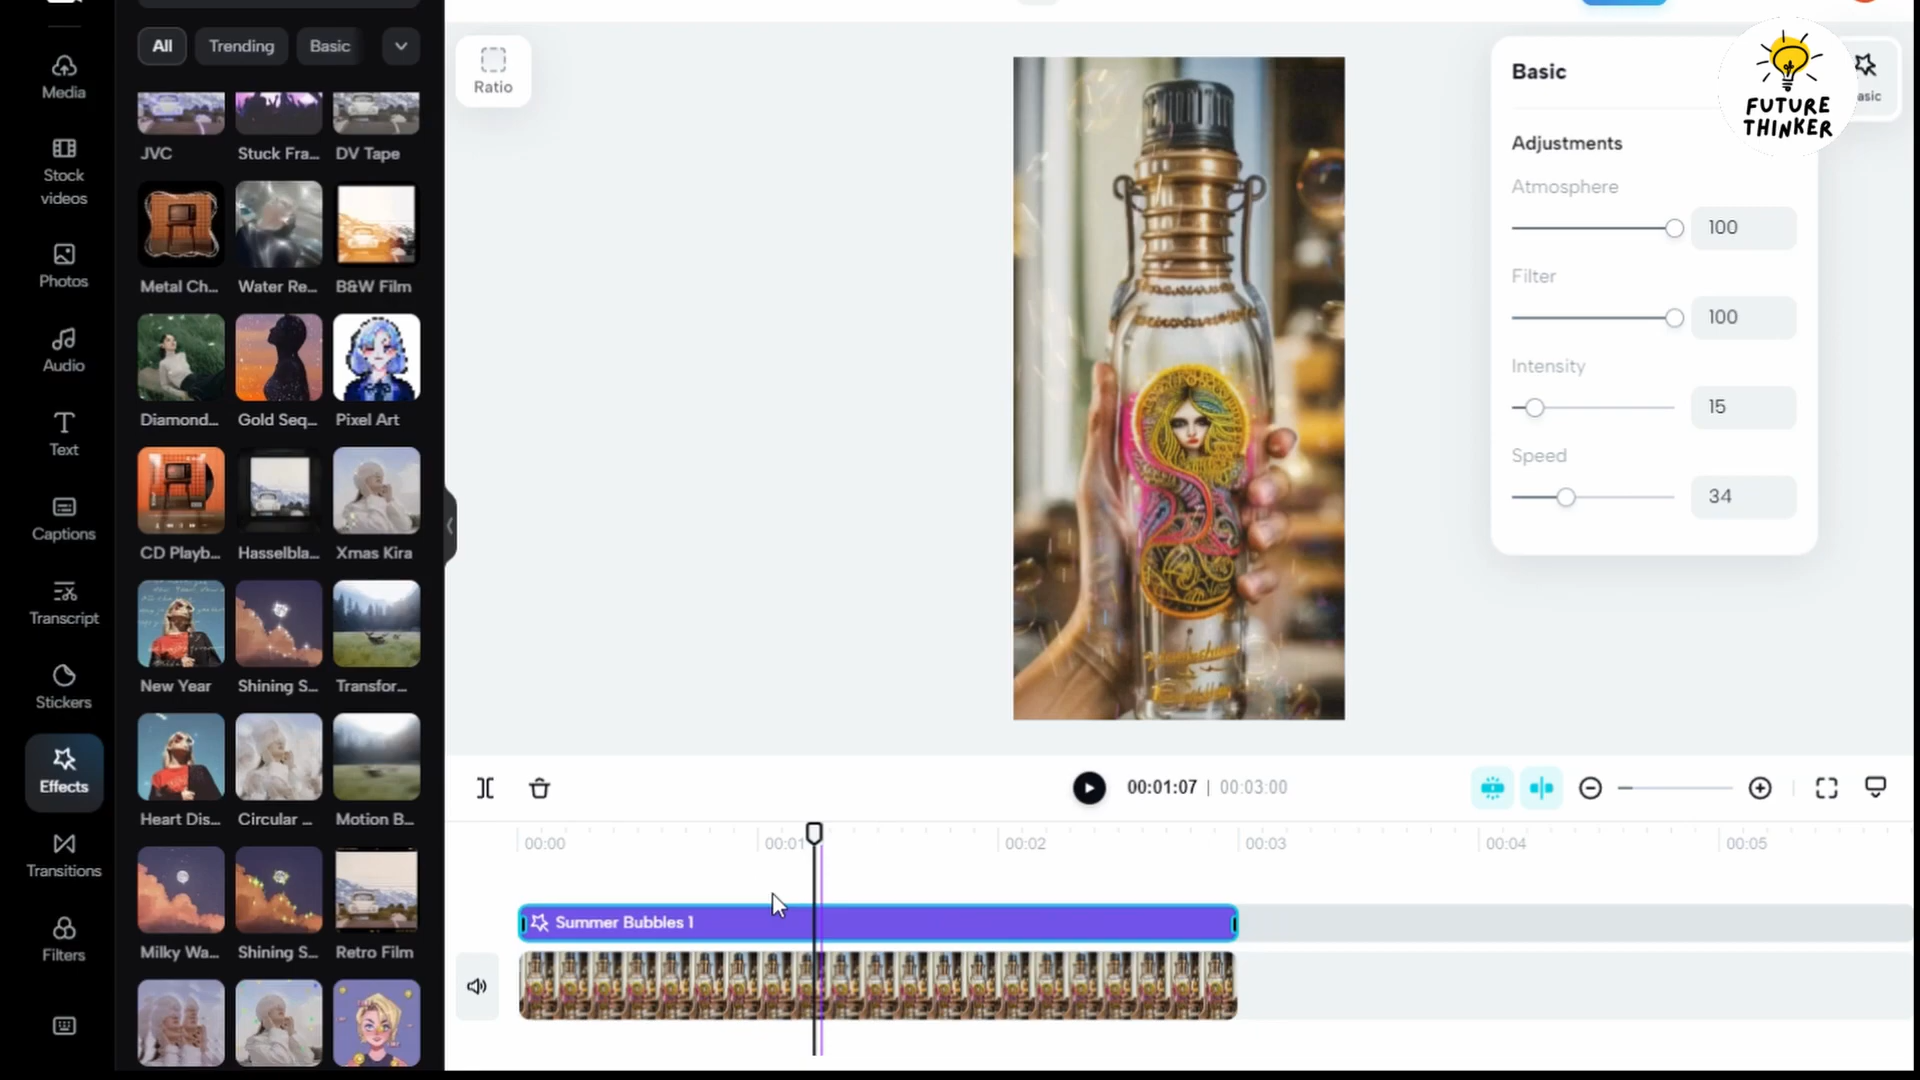 All
Trending
Basic
Media
Stock
videos
Photos
Audio
Text
Captions
Transcript
Stickers
Effects
Transitions
Filters
JVC
Stuck Fra...
DV Tape
Metal Ch...
Water Re...
B&W Film
Diamond...
Gold Seq...
Pixel Art
CD Playb...
Hasselbla...
Xmas Kira
New Year
Shining S...
Transfor...
Heart Dis...
Circular ...
Motion B...
Milky Wa...
Shining S...
Retro Film
Ratio
Basic
Adjustments
Atmosphere
100
Filter
100
Intensity
15
Speed
34
FUTURE
THINKER
asic
00:01:07 | 00:03:00
00:00
00:01
00:02
00:03
00:04
00:05
Summer Bubbles 1